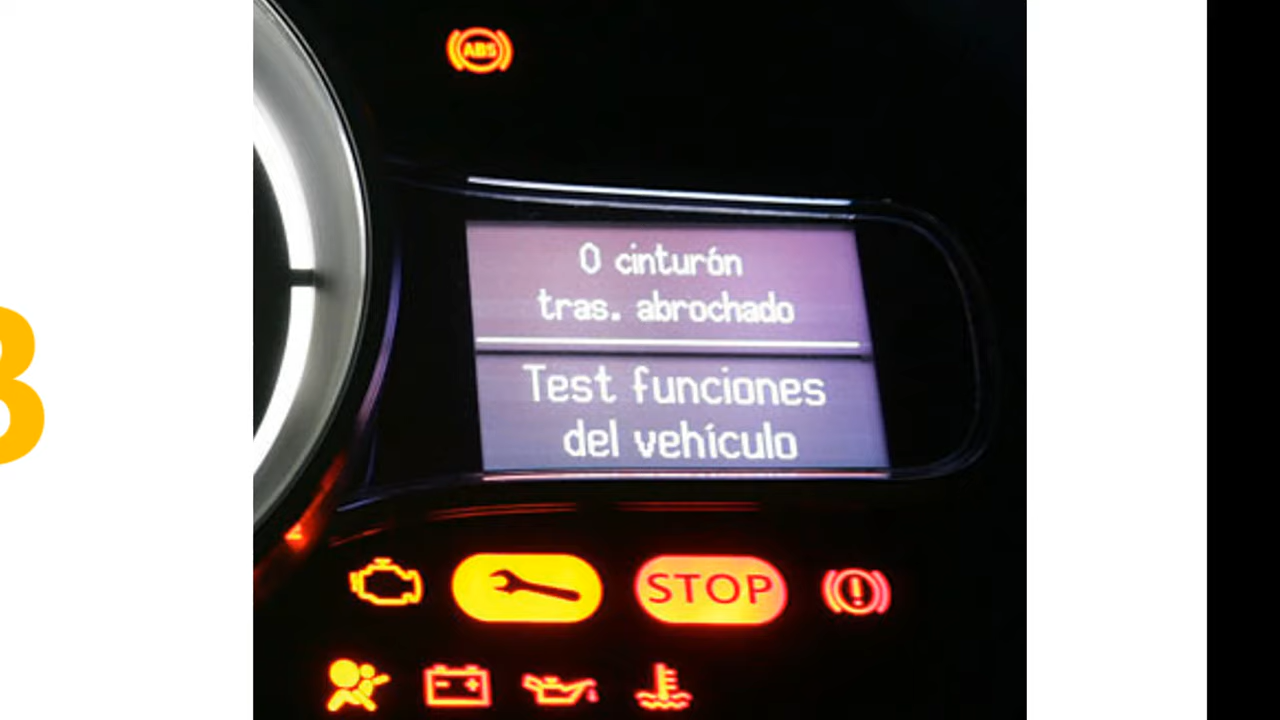 ABS
0 cinturón
tras. abrochado
Test funciones
del vehículo
STOP